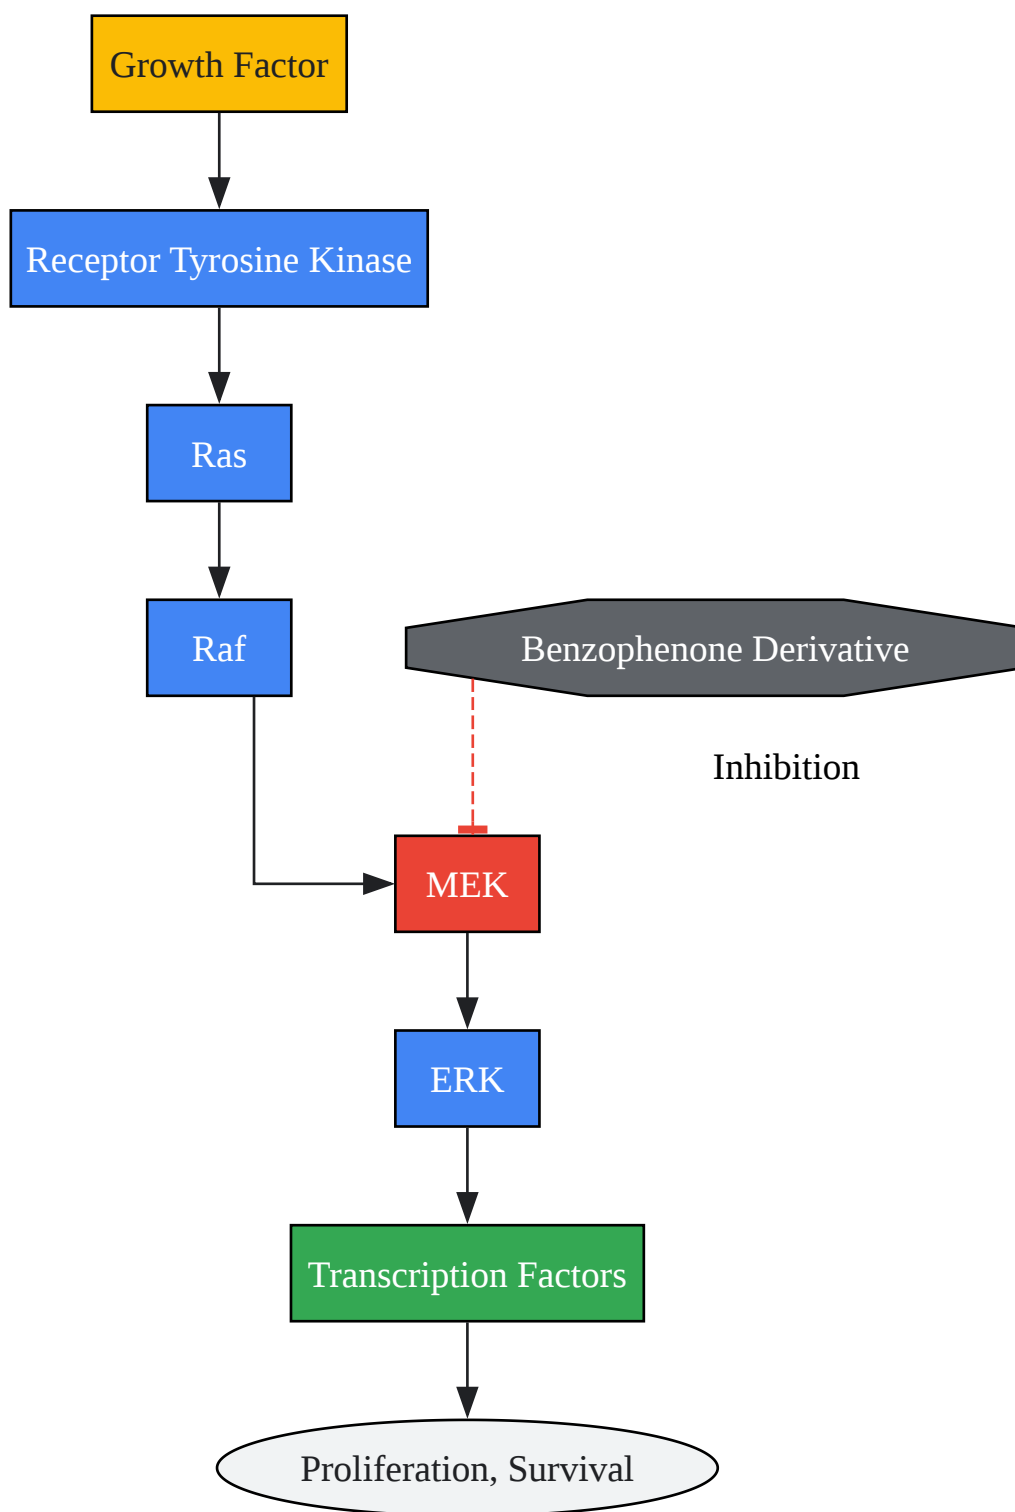 Growth Factor
Receptor Tyrosine Kinase
Ras
Raf
Benzophenone Derivative
Inhibition
MEK
ERK
Transcription Factors
Proliferation, Survival